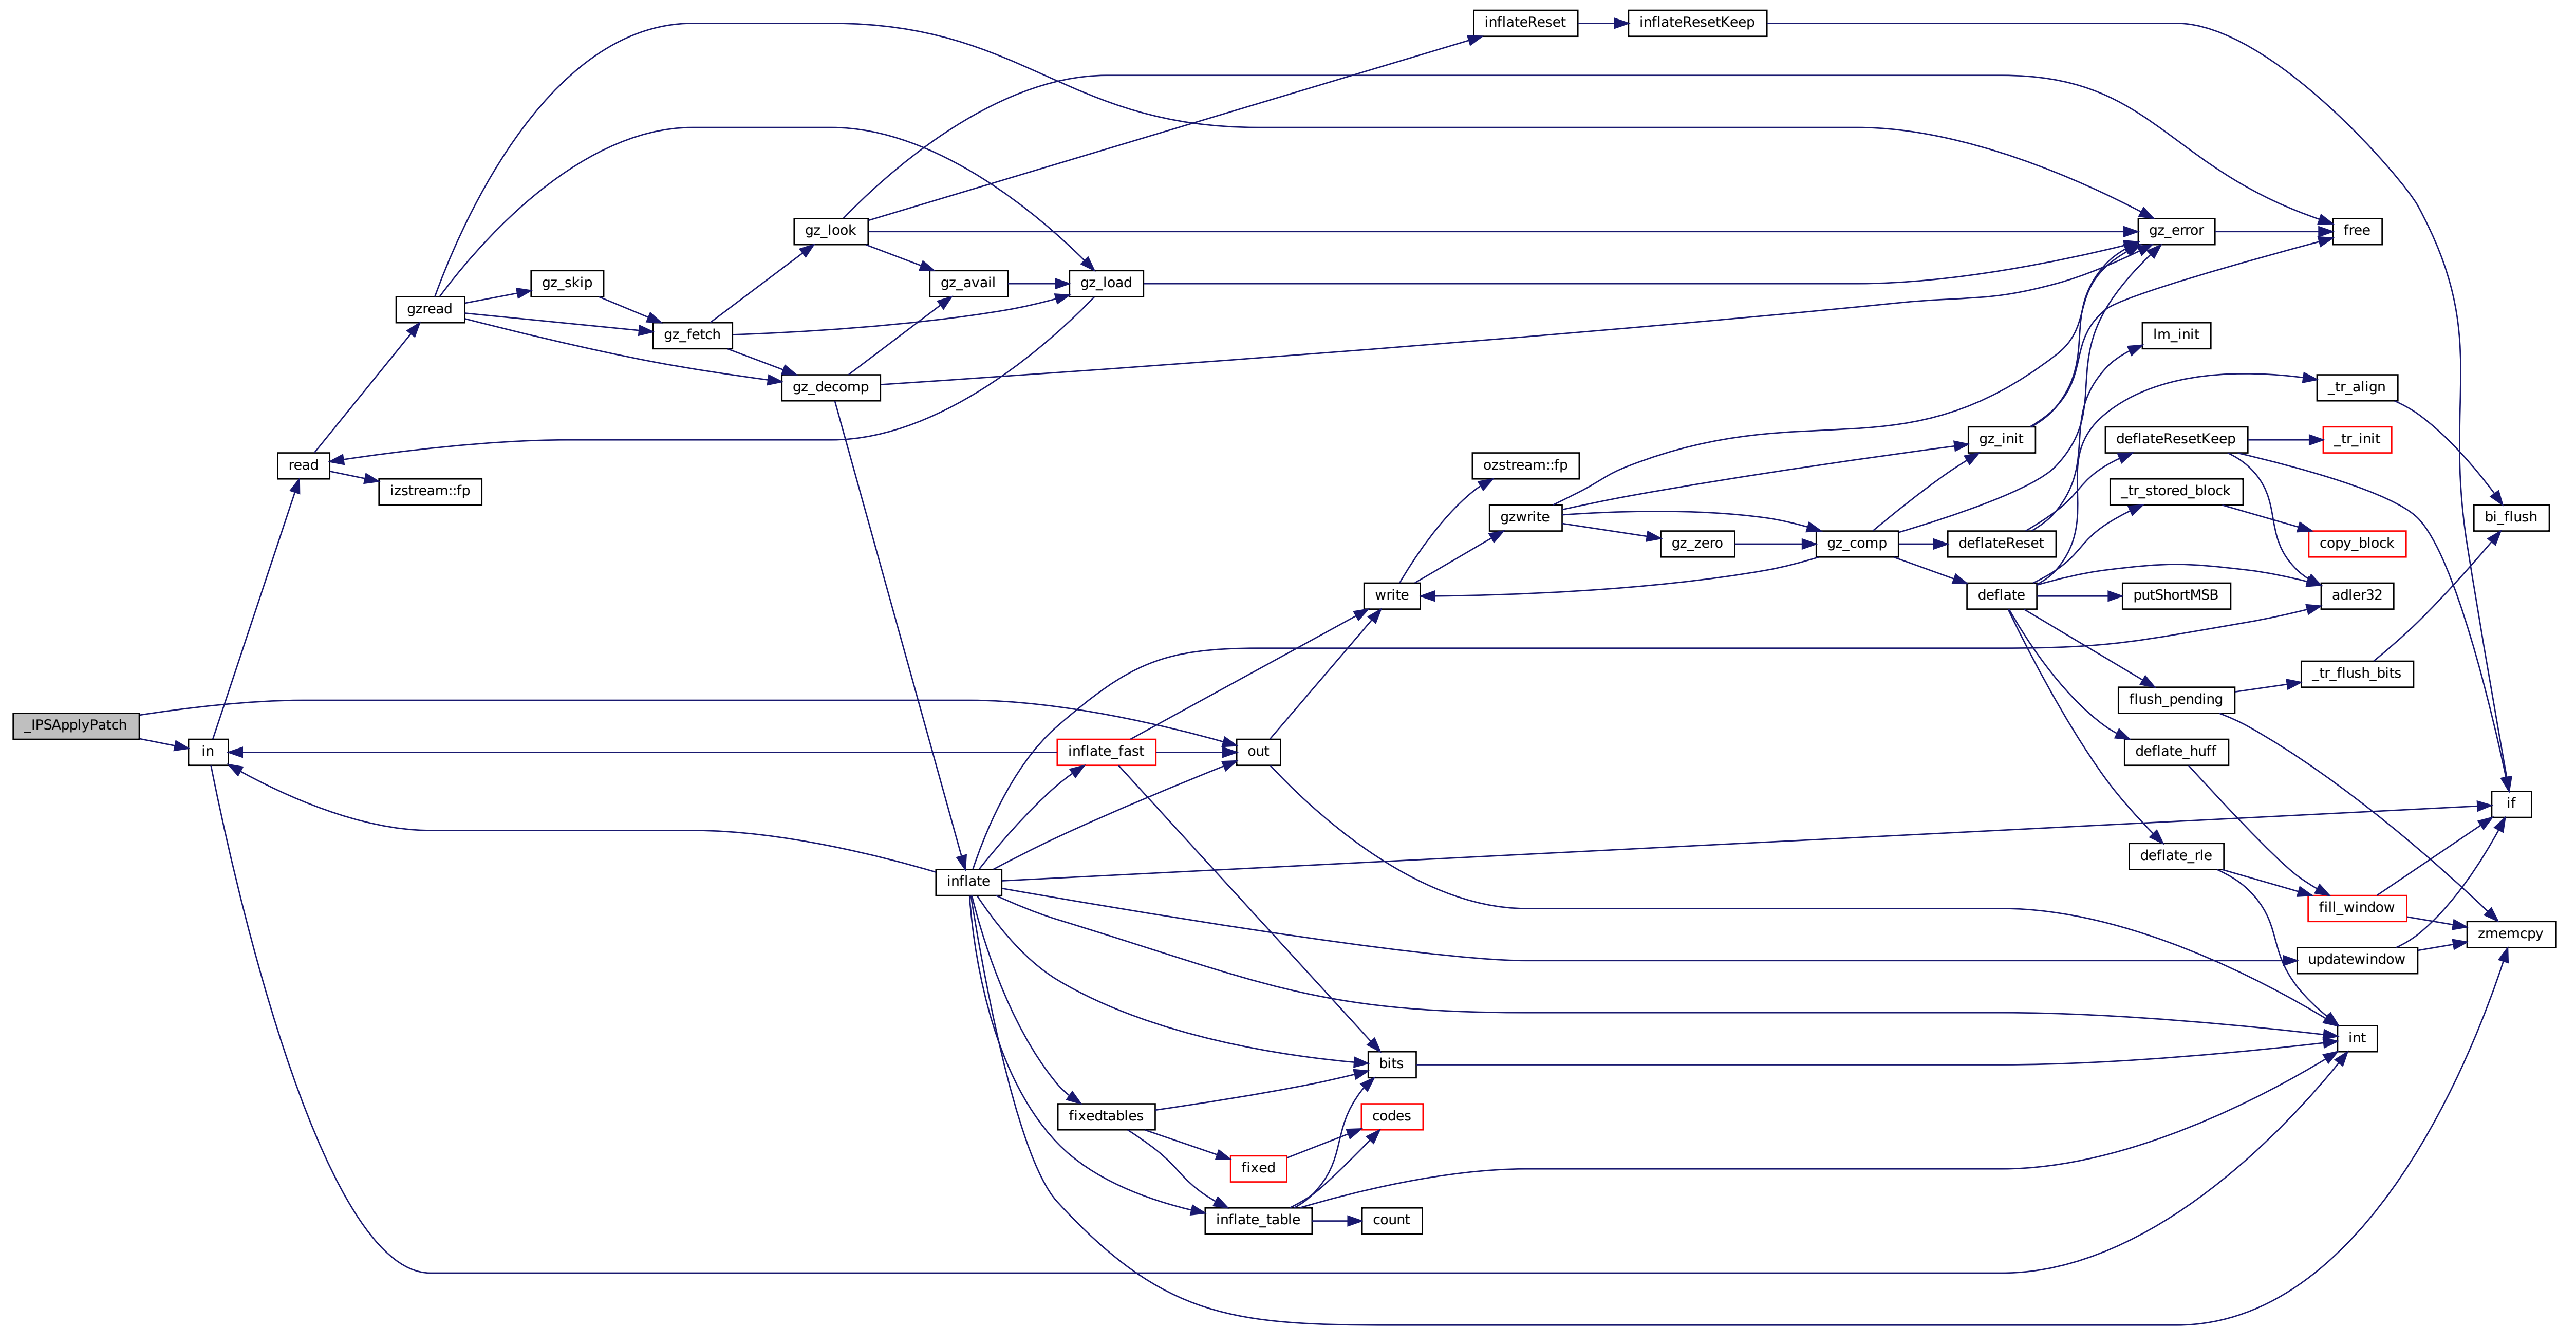 inflateReset
inflateResetKeep
gz_look
gz_error
free
gz_skip
gz_avail
gz_load
gzread
gz_fetch
lm_init
gz_decomp
_tr_align
gz_init
deflateResetKeep
_tr_init
read
ozstream::fp
izstream::fp
_tr_stored_block
gzwrite
bi_flush
gz_zero
gz_comp
deflateReset
copy_block
write
deflate
putShortMSB
adler32
_tr_flush_bits
flush_pending
_IPSApplyPatch
in
inflate_fast
out
deflate_huff
if
deflate_rle
inflate
fill_window
zmemcpy
updatewindow
int
bits
fixedtables
codes
fixed
inflate_table
count